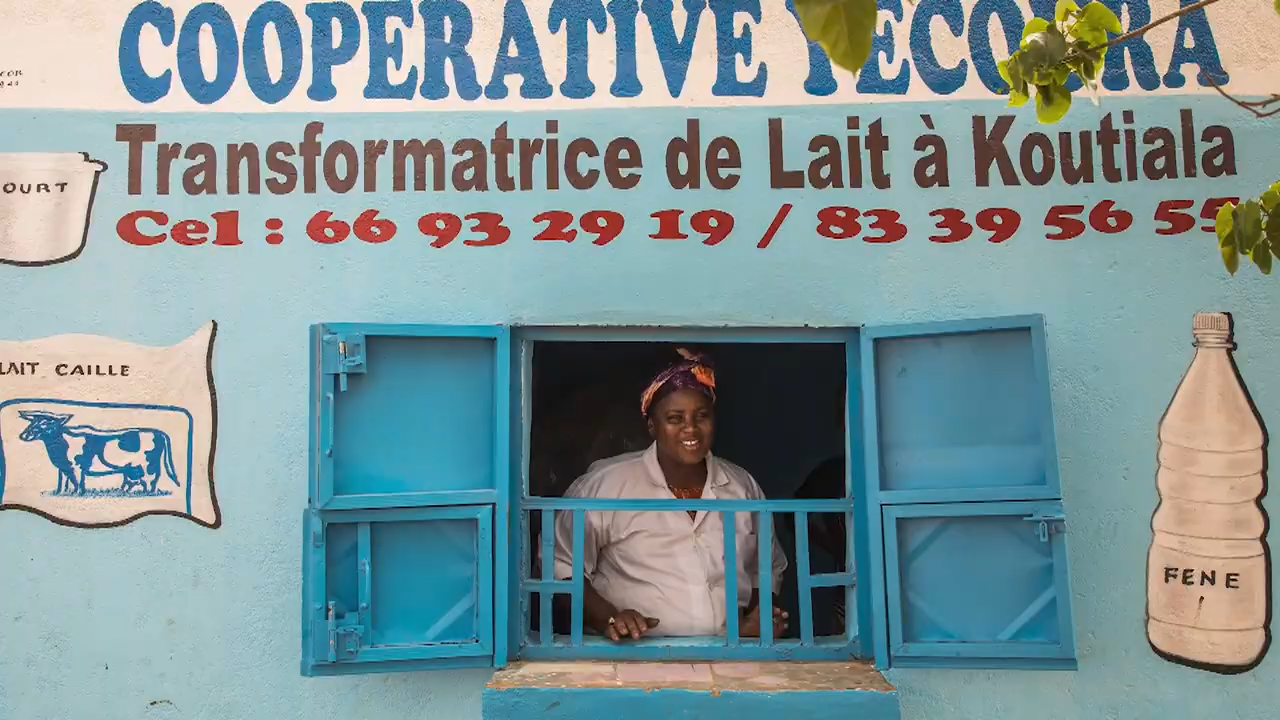 COOPERATIVE
Transformatrice de Lait à Koutiala
Cel : 66 93 29 19 / 83 39 56 55
OURT
LAIT CAILLE
FENE